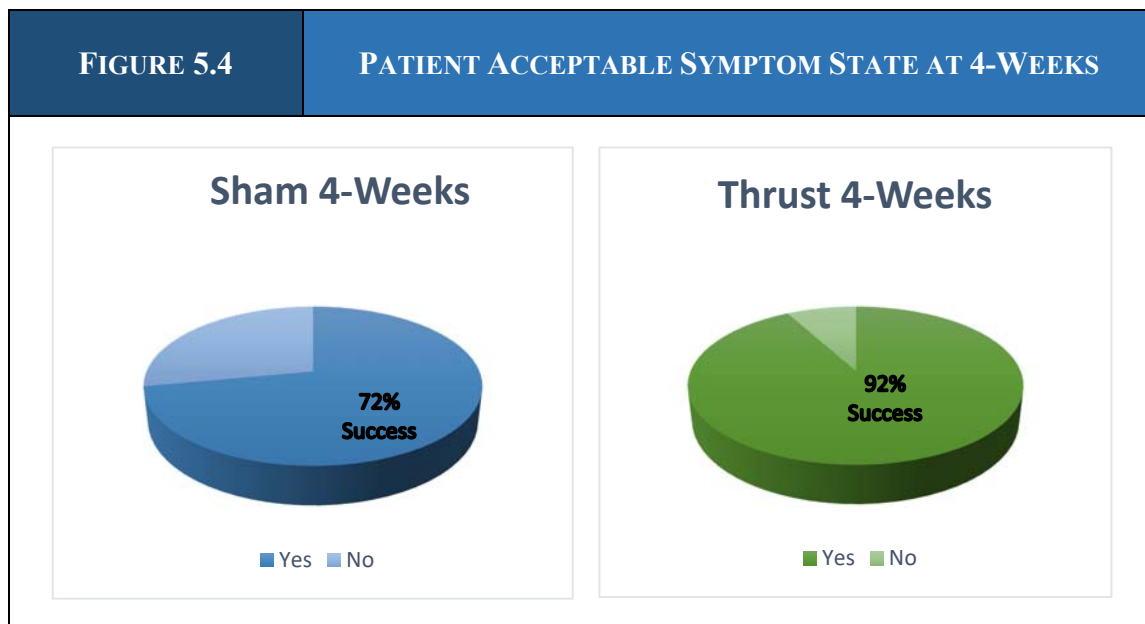 FIGURE 5.4
PATIENT ACCEPTABLE SYMPTOM STATE AT 4-WEEKS
Sham 4-Weeks
72%
Success
Yes No
Thrust 4-Weeks
92%
Success
Yes No